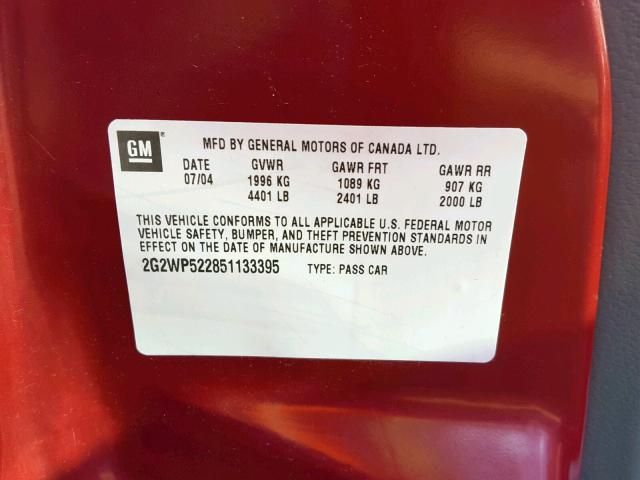 GM®
MFD BY GENERAL MOTORS OF CANADA LTD.
DATE GVWR GAWR FRT GAWR RR
07/04 1996 KG 1089 KG 907 KG
4401 LB 2401 LB 2000 LB
THIS VEHICLE CONFORMS TO ALL APPLICABLE U.S. FEDERAL MOTOR
VEHICLE SAFETY, BUMPER, AND THEFT PREVENTION STANDARDS IN
EFFECT ON THE DATE OF MANUFACTURE SHOWN ABOVE.
2G2WP522851133395 TYPE: PASS CAR